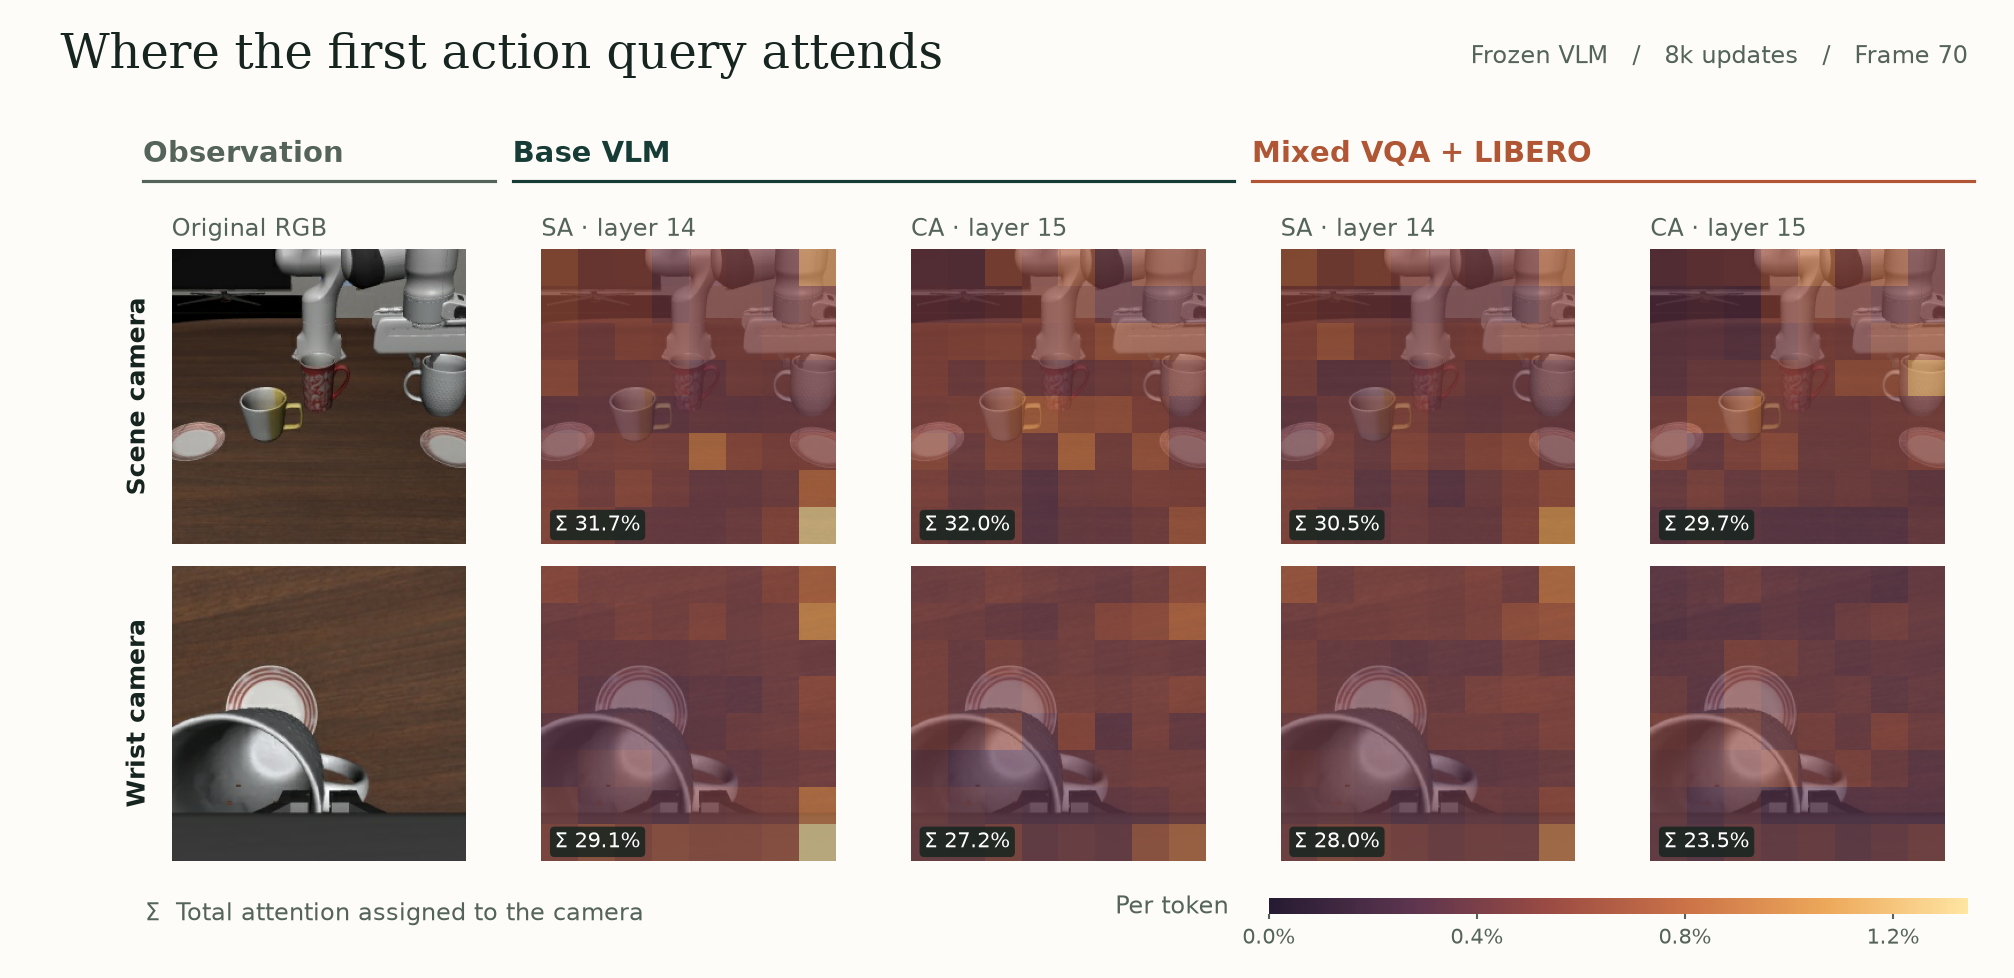 Where the first action query attends
Frozen VLM / 8k updates / Frame 70
Observation
Base VLM
Mixed VQA + LIBERO
Original RGB
SA · layer 14
CA · layer 15
SA · layer 14
CA · layer 15
Scene camera
Σ 31.7%
Σ 32.0%
Σ 30.5%
Σ 29.7%
Wrist camera
Σ 29.1%
Σ 27.2%
Σ 28.0%
Σ 23.5%
Σ Total attention assigned to the camera
Per token
0.0% 0.4% 0.8% 1.2%